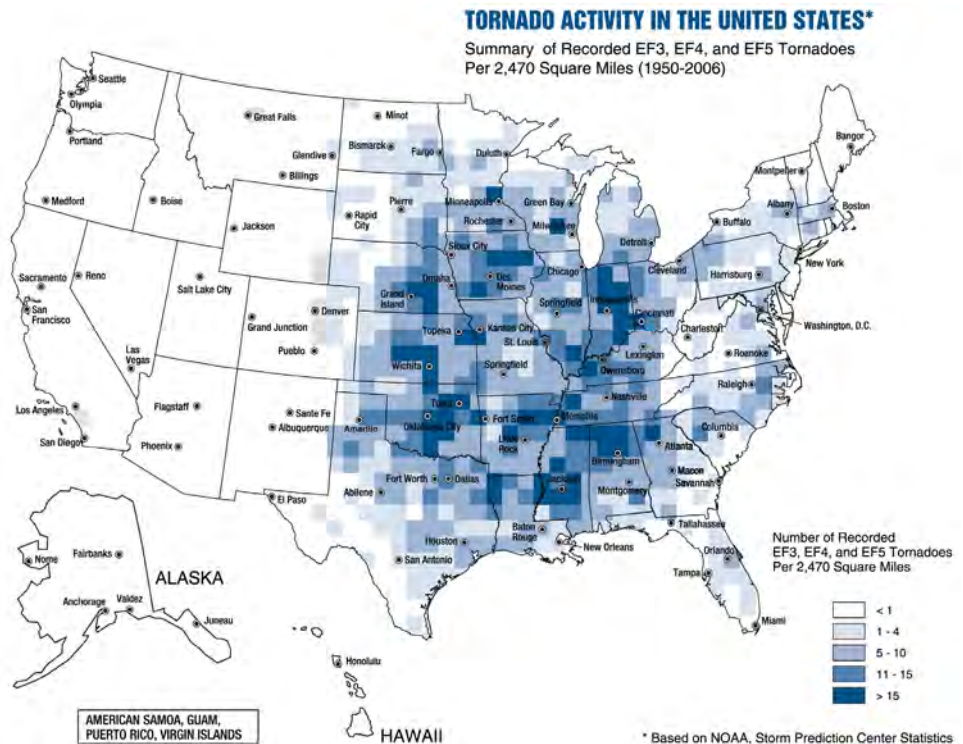 TORNADO ACTIVITY IN THE UNITED STATES*
Summary of Recorded EF3, EF4, and EF5 Tornadoes
Per 2,470 Square Miles (1950-2006)
Seattle
Olympia
Portland
Great Falls
Minot
Bismarck
Fargo
Duluth
Glendive
Billings
Bangor
Montpelier
Medford
Boise
Jackson
Rapid
City
Pierre
Minneapolis
Rochester
Green Bay
Milwaukee
Albany
Boston
Buffalo
Detroit
Sioux City
Sacramento
Reno
San
Francisco
Salt Lake City
Omaha
Des
Moines
Chicago
Cleveland
New York
Harrisburg
Grand
Island
Denver
Grand Junction
Springfield
Indianapolis
Cincinnati
Washington, D.C.
Pueblo
Topeka
Kansas City
St. Louis
Charleston
Las
Vegas
Wichita
Springfield
Lexington
Owensboro
Roanoke
Los Angeles
San Diego
Flagstaff
Phoenix
Sante Fe
Albuquerque
Amarillo
Tulsa
Oklahoma City
Fort Smith
Little
Rock
Memphis
Nashville
Raleigh
Columbia
Atlanta
Birmingham
Macon
Savannah
El Paso
Abilene
Fort Worth
Dallas
Jackson
Montgomery
Tallahassee
Houston
San Antonio
Baton
Rouge
New Orleans
Orlando
Tampa
Miami
Nome
Fairbanks
ALASKA
Anchorage
Valdez
Juneau
Honolulu
HAWAII
AMERICAN SAMOA, GUAM,
PUERTO RICO, VIRGIN ISLANDS
Number of Recorded
EF3, EF4, and EF5 Tornadoes
Per 2,470 Square Miles
< 1
1 - 4
5 - 10
11 - 15
> 15
* Based on NOAA, Storm Prediction Center Statistics